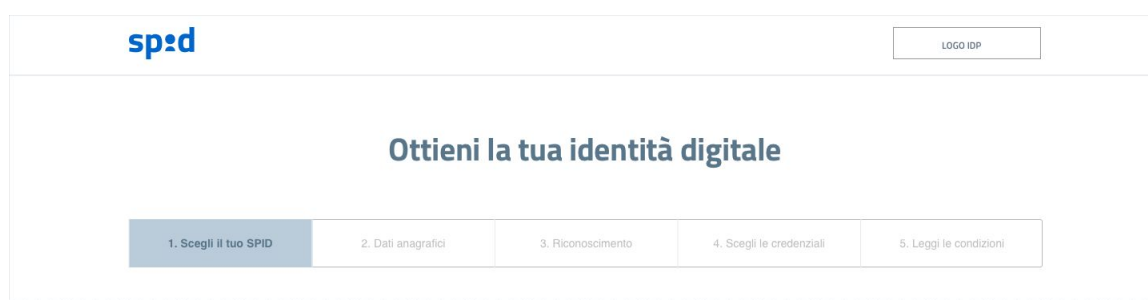 spid
LOGO IDP
Ottieni la tua identità digitale
1. Scegli il tuo SPID
2. Dati anagrafici
3. Riconoscimento
4. Scegli le credenziali
5. Leggi le condizioni